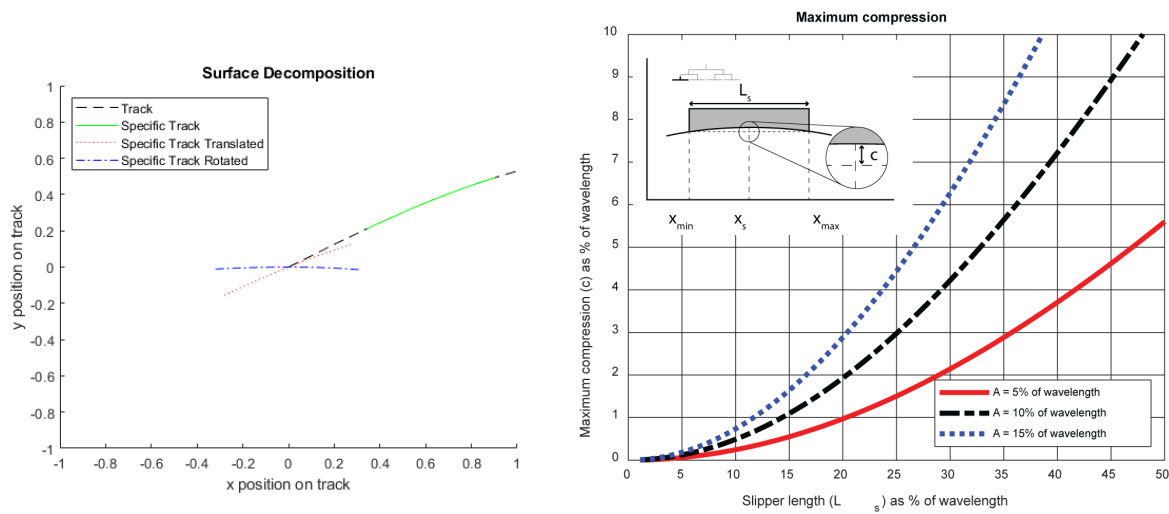 Surface Decomposition
1
0.8
0.6
0.4
0.2
0
-0.2
-0.4
-0.6
-0.8
-1
y position on track
Track
Specific Track
Specific Track Translated
Specific Track Rotated
-1 -0.8 -0.6 -0.4 -0.2 0 0.2 0.4 0.6 0.8 1
x position on track
Maximum compression
10
9
8
7
6
5
4
3
2
1
0
Maximum compression (c) as % of wavelength
L s
c
x min x s x max
A = 5% of wavelength
A = 10% of wavelength
A = 15% of wavelength
0 5 10 15 20 25 30 35 40 45 50
Slipper length (L s) as % of wavelength